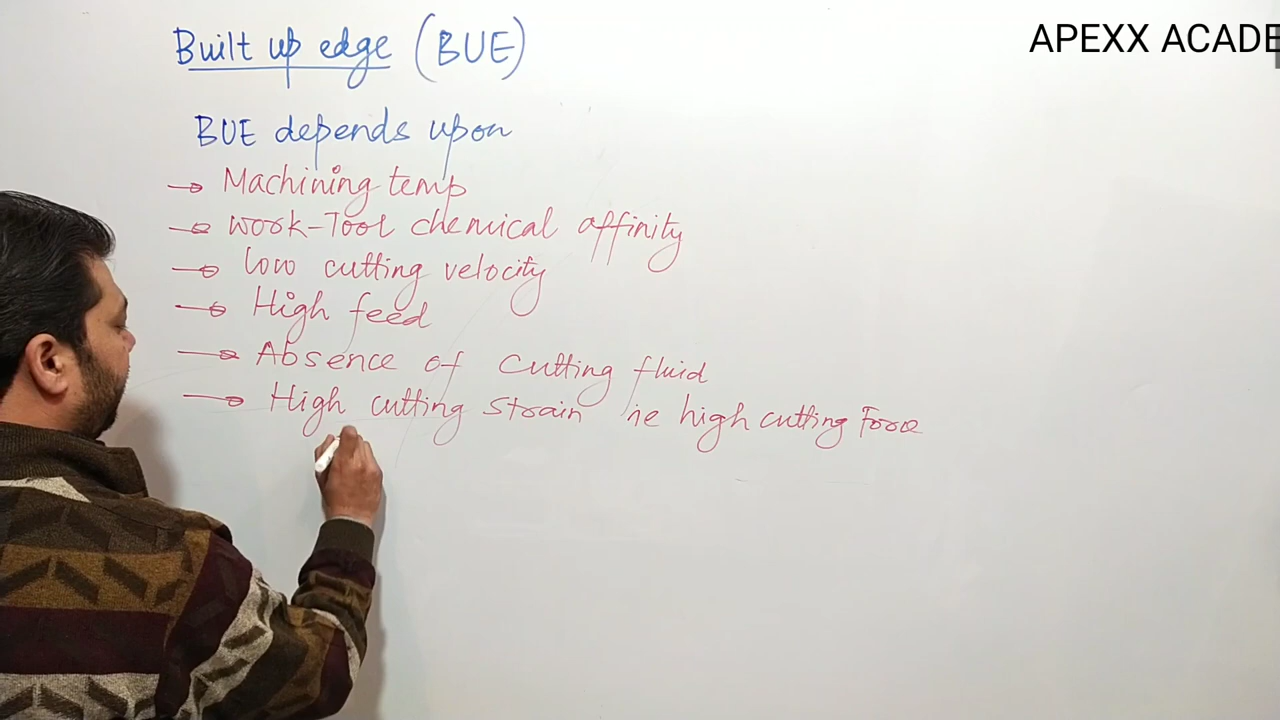 Built up edge (BUE)
APEXX ACADE
BUE depends upon
→ Machining temp
→ Work-Tool chemical affinity
→ low cutting velocity
→ High feed
→ Absence of cutting fluid
→ High cutting strain ie high cutting Force